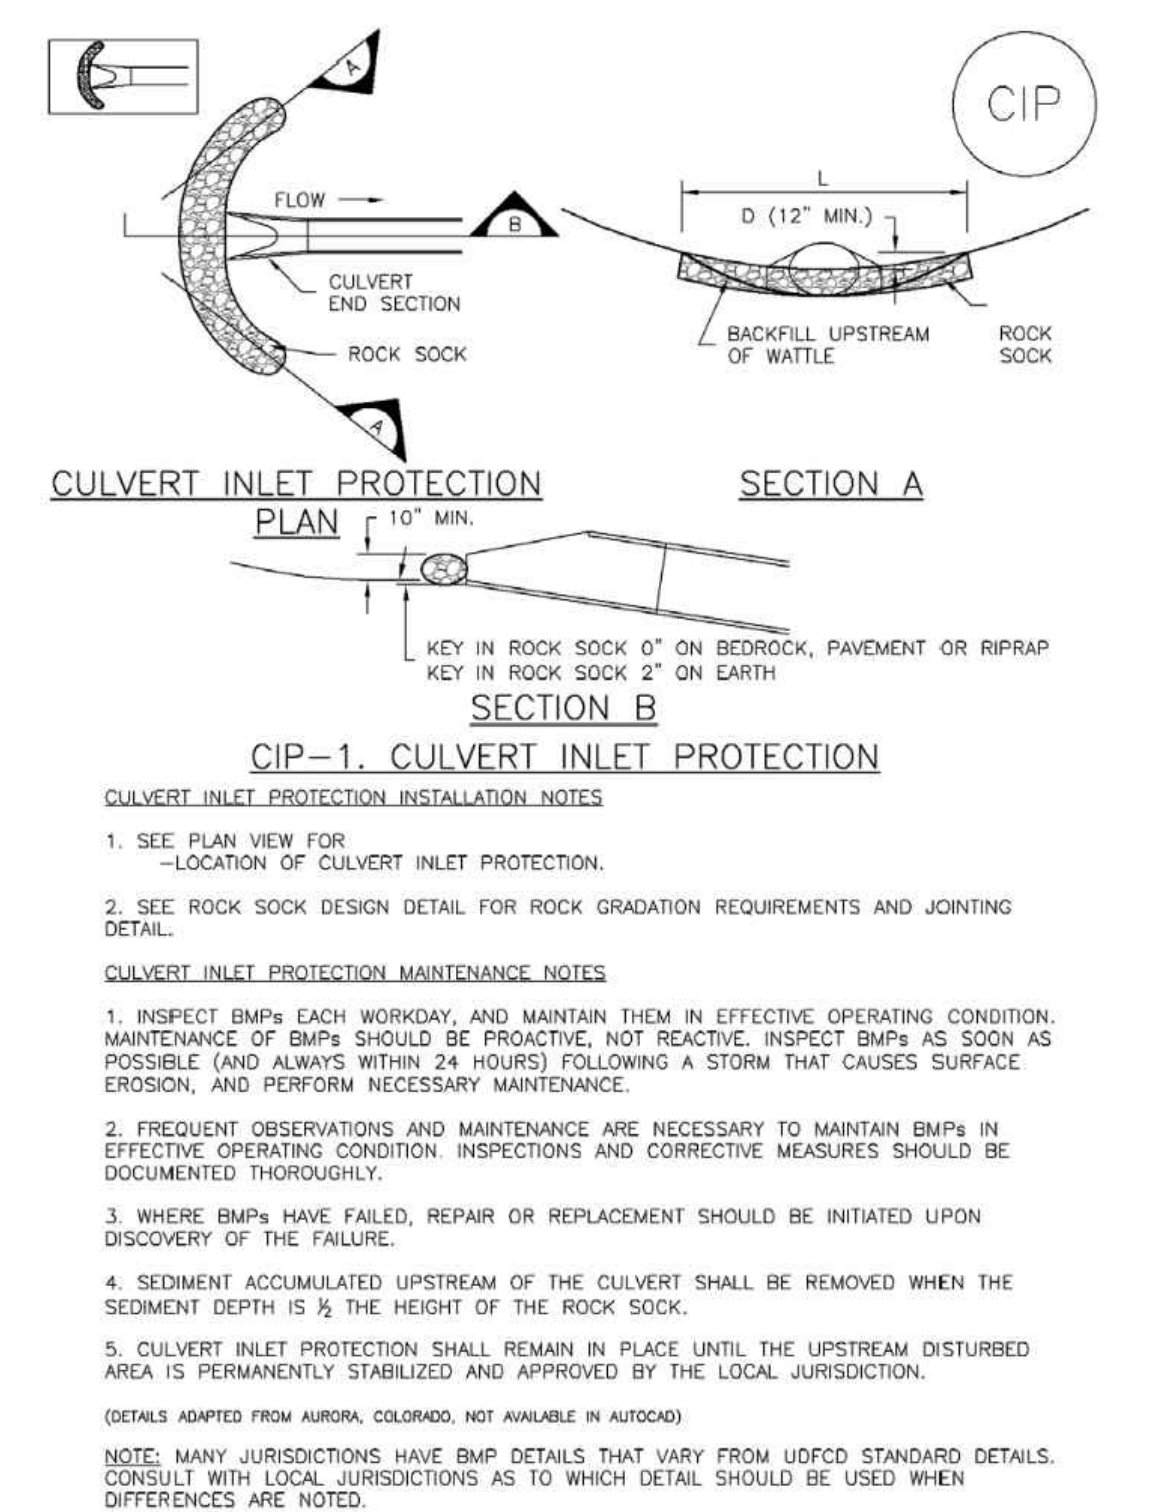 A
CIP
FLOW
B
CULVERT
END SECTION
ROCK SOCK
A
L
D (12" MIN.)
BACKFILL UPSTREAM
OF WATTLE
ROCK
SOCK
CULVERT INLET PROTECTION
PLAN
SECTION A
10" MIN.
KEY IN ROCK SOCK 0" ON BEDROCK, PAVEMENT OR RIPRAP
KEY IN ROCK SOCK 2" ON EARTH
SECTION B
CIP-1. CULVERT INLET PROTECTION
CULVERT INLET PROTECTION INSTALLATION NOTES
1. SEE PLAN VIEW FOR
-LOCATION OF CULVERT INLET PROTECTION.
2. SEE ROCK SOCK DESIGN DETAIL FOR ROCK GRADATION REQUIREMENTS AND JOINTING
DETAIL.
CULVERT INLET PROTECTION MAINTENANCE NOTES
1. INSPECT BMPs EACH WORKDAY, AND MAINTAIN THEM IN EFFECTIVE OPERATING CONDITION.
MAINTENANCE OF BMPs SHOULD BE PROACTIVE, NOT REACTIVE. INSPECT BMPs AS SOON AS
POSSIBLE (AND ALWAYS WITHIN 24 HOURS) FOLLOWING A STORM THAT CAUSES SURFACE
EROSION, AND PERFORM NECESSARY MAINTENANCE.
2. FREQUENT OBSERVATIONS AND MAINTENANCE ARE NECESSARY TO MAINTAIN BMPs IN
EFFECTIVE OPERATING CONDITION. INSPECTIONS AND CORRECTIVE MEASURES SHOULD BE
DOCUMENTED THOROUGHLY.
3. WHERE BMPs HAVE FAILED, REPAIR OR REPLACEMENT SHOULD BE INITIATED UPON
DISCOVERY OF THE FAILURE.
4. SEDIMENT ACCUMULATED UPSTREAM OF THE CULVERT SHALL BE REMOVED WHEN THE
SEDIMENT DEPTH IS ½ THE HEIGHT OF THE ROCK SOCK.
5. CULVERT INLET PROTECTION SHALL REMAIN IN PLACE UNTIL THE UPSTREAM DISTURBED
AREA IS PERMANENTLY STABILIZED AND APPROVED BY THE LOCAL JURISDICTION.
(DETAILS ADAPTED FROM AURORA, COLORADO, NOT AVAILABLE IN AUTOCAD)
NOTE: MANY JURISDICTIONS HAVE BMP DETAILS THAT VARY FROM UDFCD STANDARD DETAILS.
CONSULT WITH LOCAL JURISDICTIONS AS TO WHICH DETAIL SHOULD BE USED WHEN
DIFFERENCES ARE NOTED.